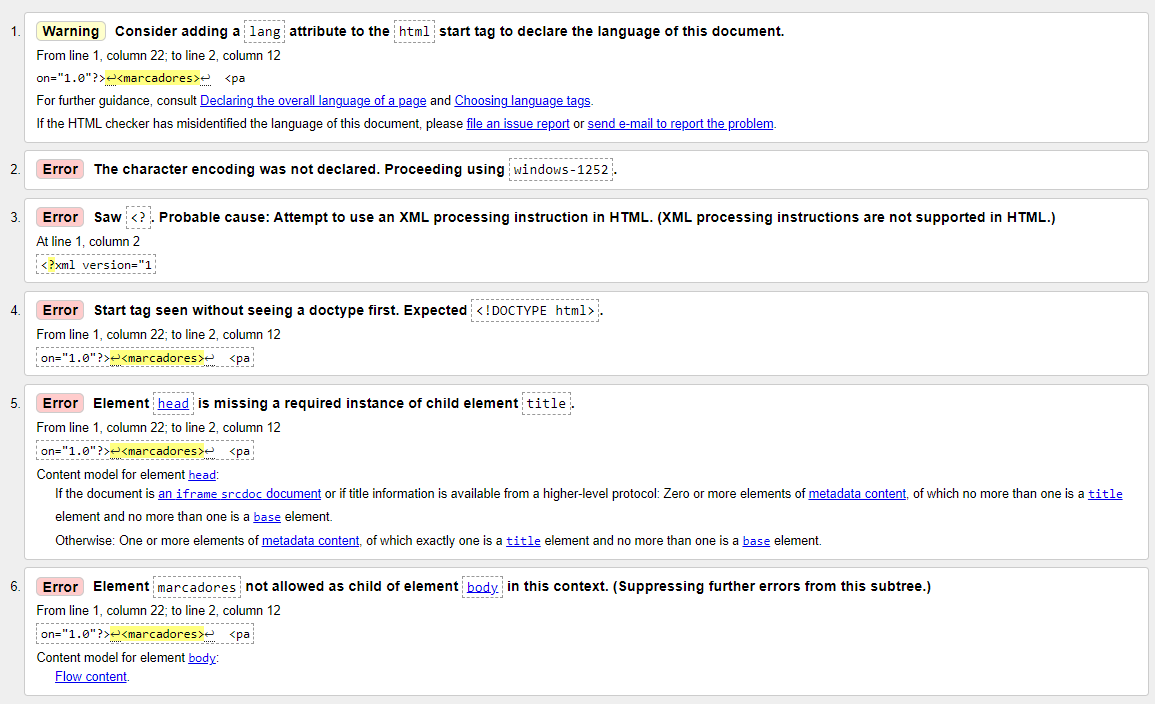 1. Warning Consider adding a lang attribute to the html start tag to declare the language of this document.
From line 1, column 22; to line 2, column 12
on="1.0"?>↩<marcadores>↩  <pa
For further guidance, consult Declaring the overall language of a page and Choosing language tags.
If the HTML checker has misidentified the language of this document, please file an issue report or send e-mail to report the problem.
2. Error The character encoding was not declared. Proceeding using windows-1252.
3. Error Saw <?. Probable cause: Attempt to use an XML processing instruction in HTML. (XML processing instructions are not supported in HTML.)
At line 1, column 2
<?xml version="1
4. Error Start tag seen without seeing a doctype first. Expected <!DOCTYPE html>.
From line 1, column 22; to line 2, column 12
on="1.0"?>↩<marcadores>↩  <pa
5. Error Element head is missing a required instance of child element title.
From line 1, column 22; to line 2, column 12
on="1.0"?>↩<marcadores>↩  <pa
Content model for element head:
If the document is an iframe srcdoc document or if title information is available from a higher-level protocol: Zero or more elements of metadata content, of which no more than one is a title
element and no more than one is a base element.
Otherwise: One or more elements of metadata content, of which exactly one is a title element and no more than one is a base element.
6. Error Element marcadores not allowed as child of element body in this context. (Suppressing further errors from this subtree.)
From line 1, column 22; to line 2, column 12
on="1.0"?>↩<marcadores>↩  <pa
Content model for element body:
Flow content.